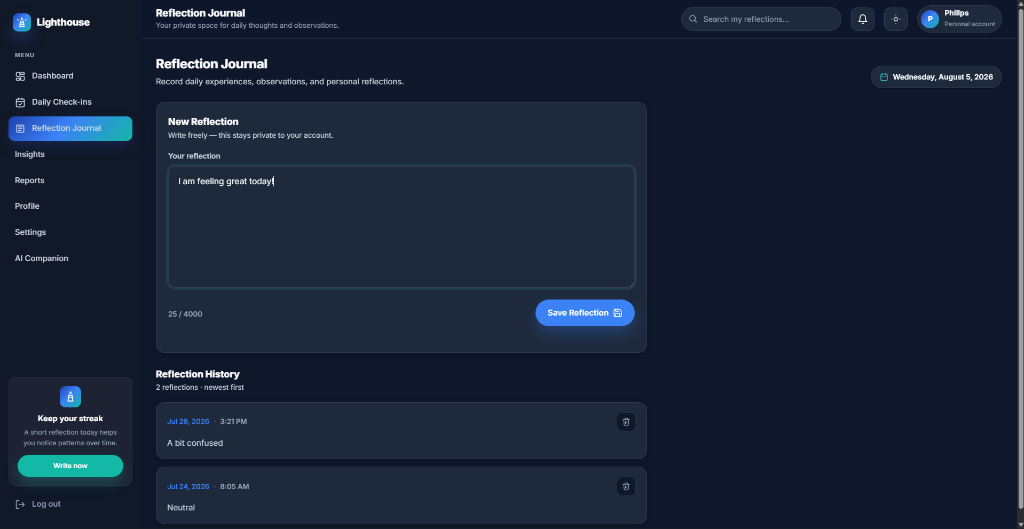 Lighthouse
MENU
Dashboard
Daily Check-ins
Reflection Journal
Insights
Reports
Profile
Settings
AI Companion
Keep your streak
A short reflection today helps
you notice patterns over time.
Write now
Log out
Reflection Journal
Your private space for daily thoughts and observations.
Search my reflections...
P
Phillps
Personal account
Reflection Journal
Record daily experiences, observations, and personal reflections.
Wednesday, August 5, 2026
New Reflection
Write freely — this stays private to your account.
Your reflection
I am feeling great today!
25 / 4000
Save Reflection
Reflection History
2 reflections · newest first
Jul 29, 2026 · 3:21 PM
A bit confused
Jul 24, 2026 · 8:05 AM
Neutral